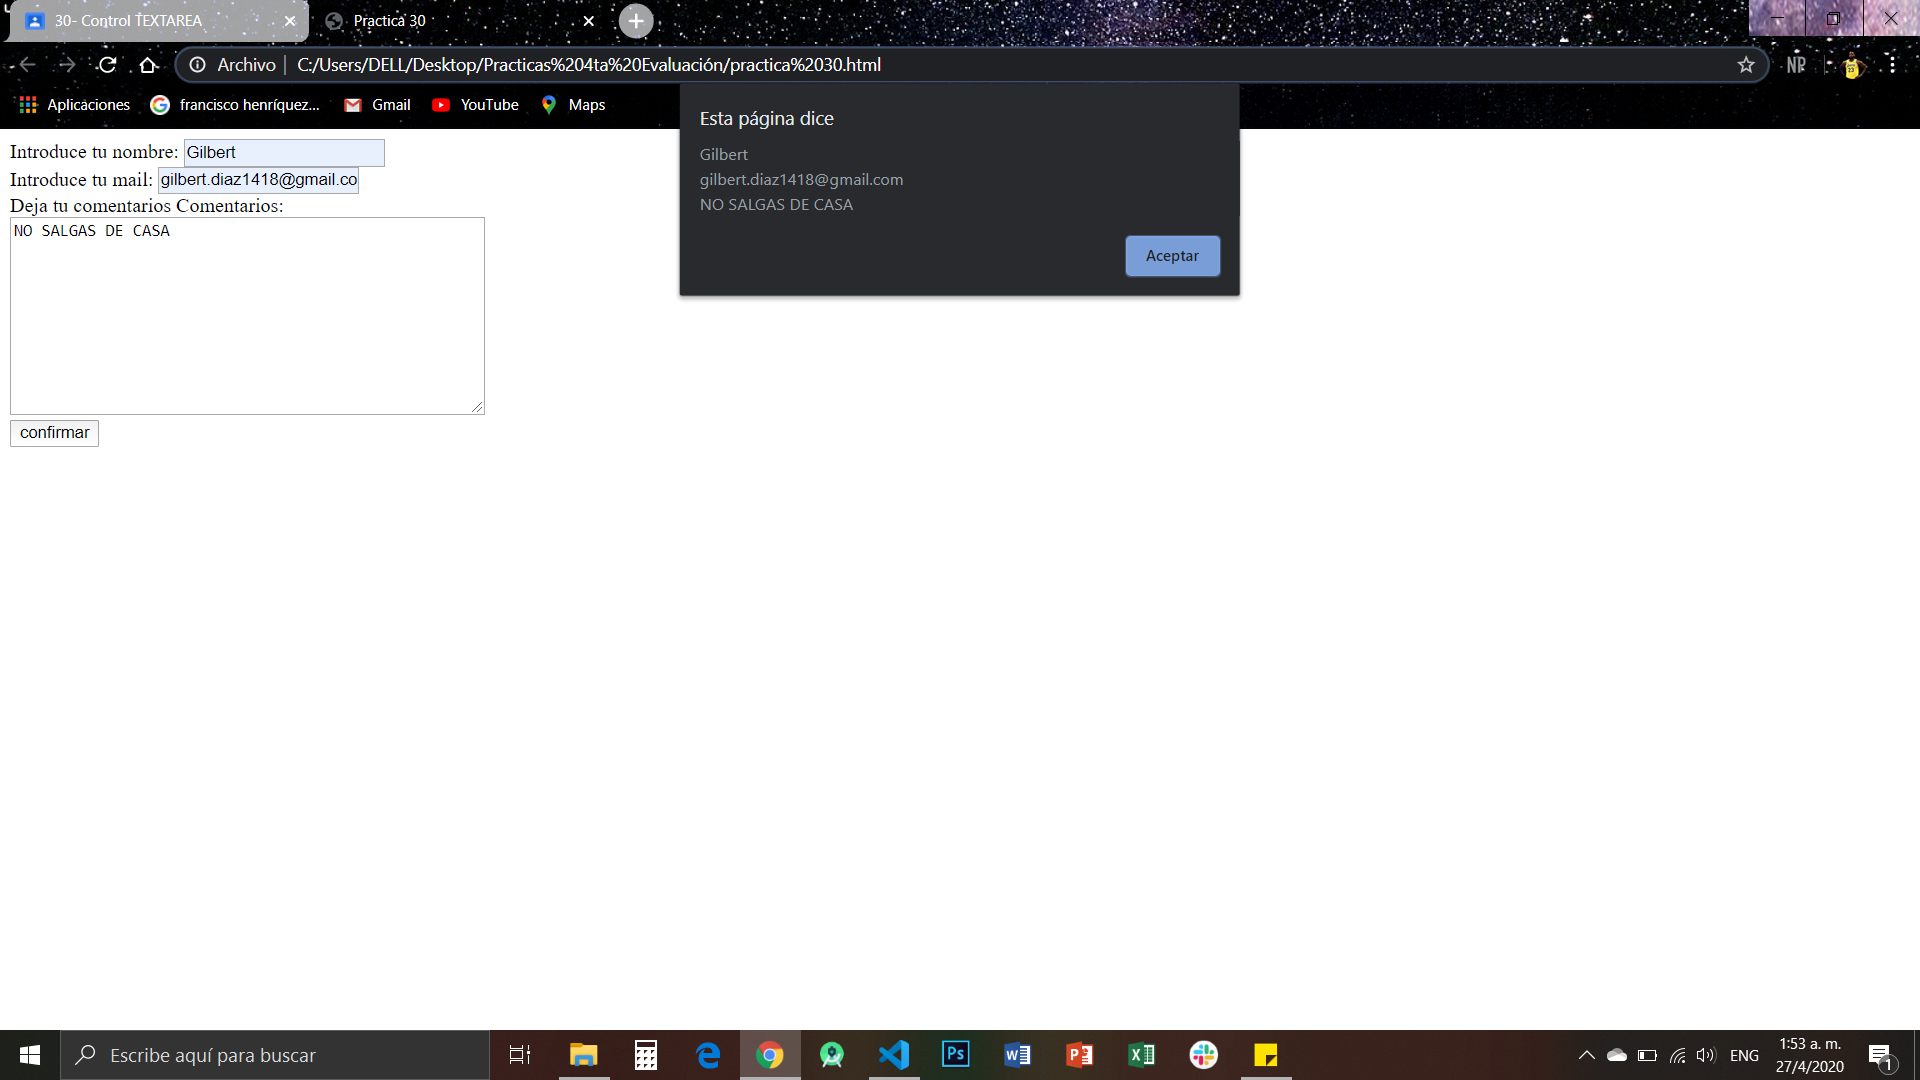 30- Control TEXTAREA
Practica 30
Archivo | C:/Users/DELL/Desktop/Practicas%204ta%20Evaluación/practica%2030.html
NP
Aplicaciones
francisco henríquez...
Gmail
YouTube
Maps
Esta página dice
Gilbert
gilbert.diaz1418@gmail.com
NO SALGAS DE CASA
Aceptar
Introduce tu nombre: Gilbert
Introduce tu mail: gilbert.diaz1418@gmail.co
Deja tu comentarios Comentarios:
NO SALGAS DE CASA
confirmar
Escribe aquí para buscar
Ps
ENG
1:53 a. m.
27/4/2020
1